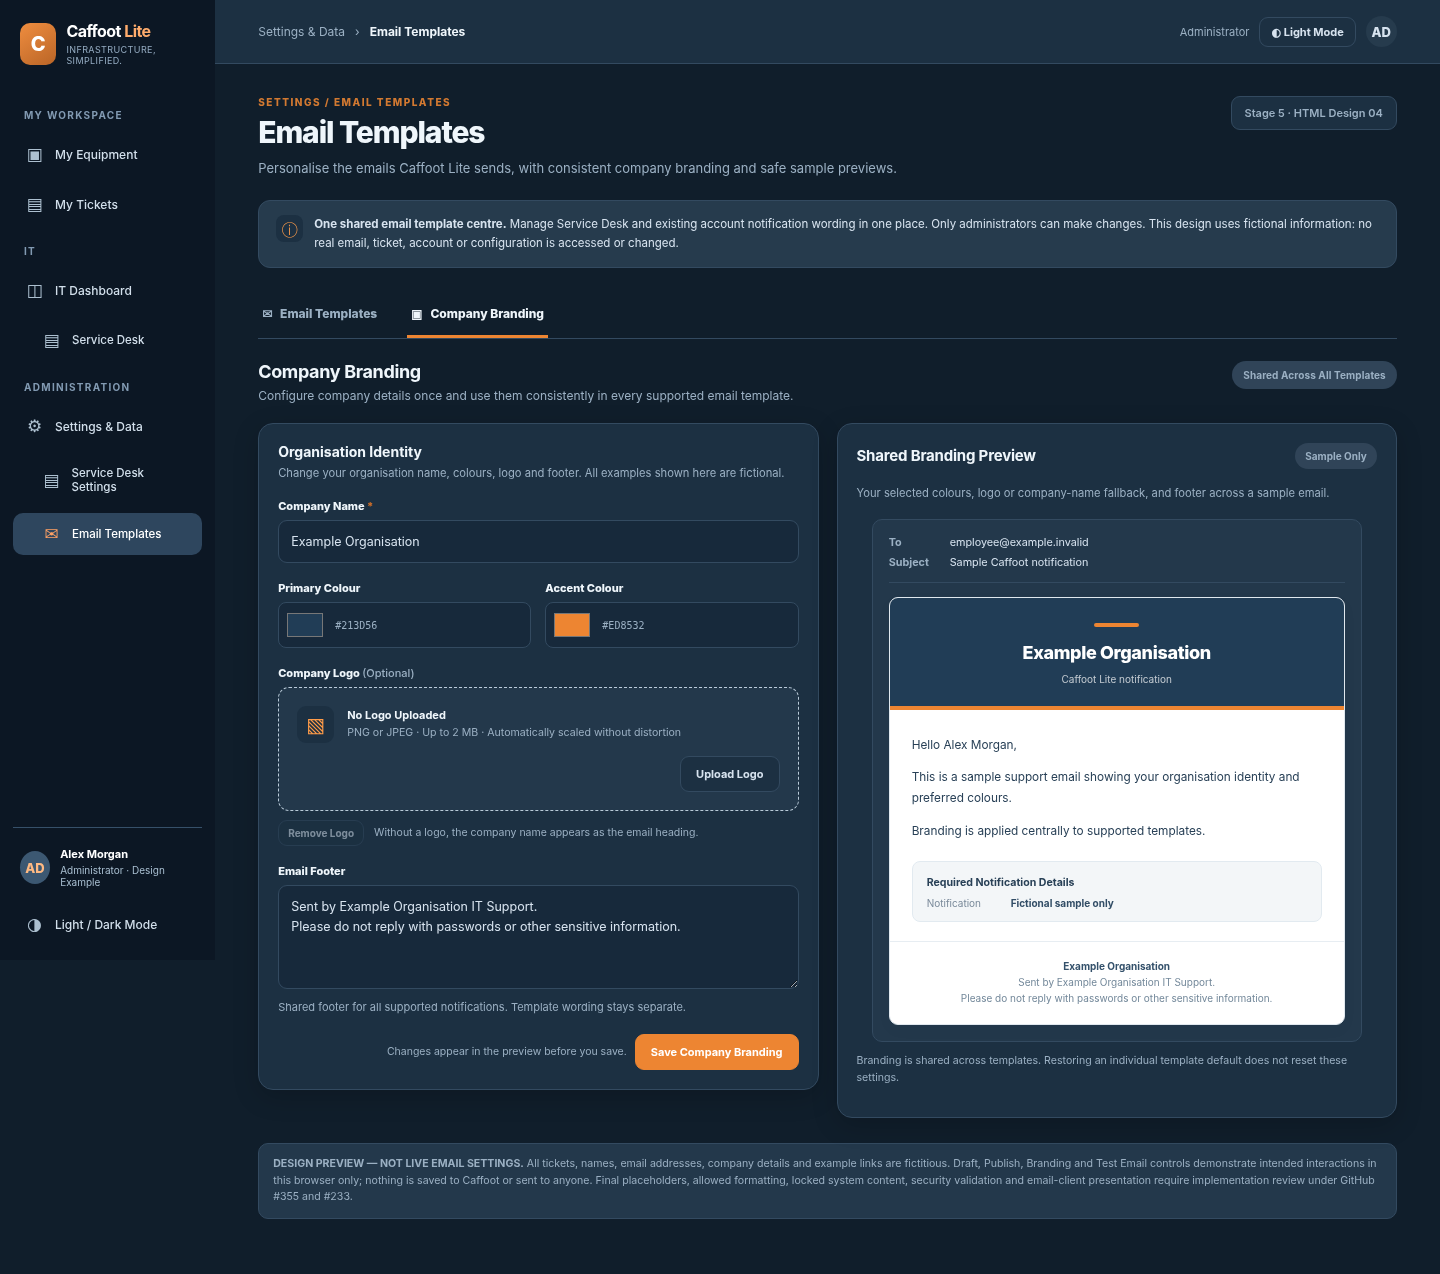 C
Caffoot Lite
INFRASTRUCTURE,
SIMPLIFIED.
MY WORKSPACE
My Equipment
My Tickets
IT
IT Dashboard
Service Desk
ADMINISTRATION
Settings & Data
Service Desk
Settings
Email Templates
AD
Alex Morgan
Administrator · Design
Example
Light / Dark Mode
Settings & Data › Email Templates
Administrator
Light Mode
AD
SETTINGS / EMAIL TEMPLATES
Email Templates
Personalise the emails Caffoot Lite sends, with consistent company branding and safe sample previews.
Stage 5 · HTML Design 04
One shared email template centre. Manage Service Desk and existing account notification wording in one place. Only administrators can make changes. This design uses fictional information: no
real email, ticket, account or configuration is accessed or changed.
Email Templates
Company Branding
Company Branding
Configure company details once and use them consistently in every supported email template.
Shared Across All Templates
Organisation Identity
Change your organisation name, colours, logo and footer. All examples shown here are fictional.
Company Name *
Example Organisation
Primary Colour
Accent Colour
#213D56
#ED8532
Company Logo (Optional)
No Logo Uploaded
PNG or JPEG · Up to 2 MB · Automatically scaled without distortion
Upload Logo
Remove Logo
Without a logo, the company name appears as the email heading.
Email Footer
Sent by Example Organisation IT Support.
Please do not reply with passwords or other sensitive information.
Shared footer for all supported notifications. Template wording stays separate.
Changes appear in the preview before you save.
Save Company Branding
Shared Branding Preview
Sample Only
Your selected colours, logo or company-name fallback, and footer across a sample email.
To employee@example.invalid
Subject Sample Caffoot notification
Example Organisation
Caffoot Lite notification
Hello Alex Morgan,
This is a sample support email showing your organisation identity and
preferred colours.
Branding is applied centrally to supported templates.
Required Notification Details
Notification Fictional sample only
Example Organisation
Sent by Example Organisation IT Support.
Please do not reply with passwords or other sensitive information.
Branding is shared across templates. Restoring an individual template default does not reset these
settings.
DESIGN PREVIEW — NOT LIVE EMAIL SETTINGS. All tickets, names, email addresses, company details and example links are fictitious. Draft, Publish, Branding and Test Email controls demonstrate intended interactions in
this browser only; nothing is saved to Caffoot or sent to anyone. Final placeholders, allowed formatting, locked system content, security validation and email-client presentation require implementation review under GitHub
#355 and #233.